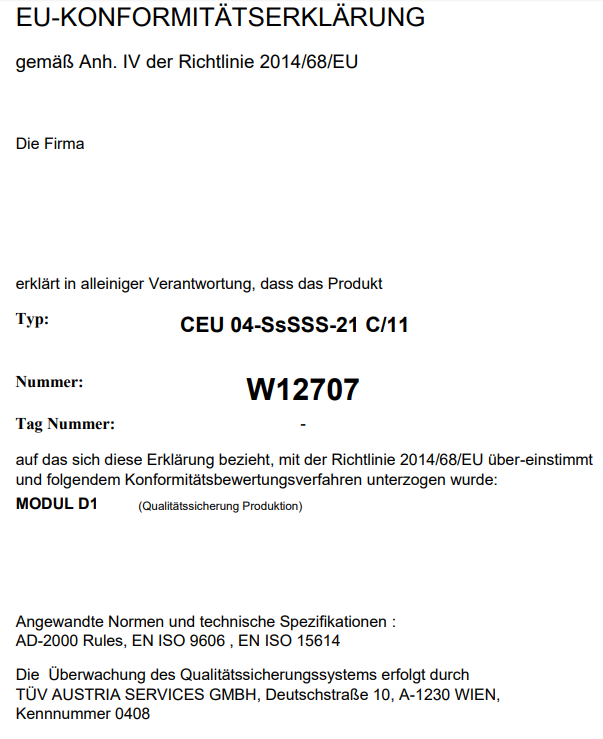 EU-KONFORMITÄTSERKLÄRUNG
gemäß Anh. IV der Richtlinie 2014/68/EU
Die Firma
erklärt in alleiniger Verantwortung, dass das Produkt
Typ: CEU 04-SsSSS-21 C/11
Nummer: W12707
Tag Nummer: -
auf das sich diese Erklärung bezieht, mit der Richtlinie 2014/68/EU über-einstimmt
und folgendem Konformitätsbewertungsverfahren unterzogen wurde:
MODUL D1 (Qualitätssicherung Produktion)
Angewandte Normen und technische Spezifikationen :
AD-2000 Rules, EN ISO 9606 , EN ISO 15614
Die Überwachung des Qualitätssicherungssystems erfolgt durch
TÜV AUSTRIA SERVICES GMBH, Deutschstraße 10, A-1230 WIEN,
Kennnummer 0408